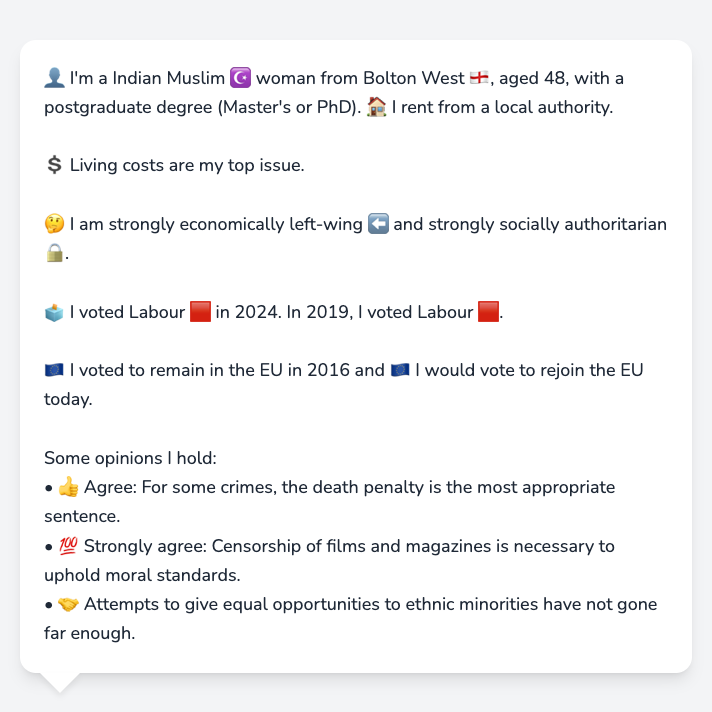 👤 I'm a Indian Muslim ☪️ woman from Bolton West 🏴󠁧󠁢󠁥󠁮󠁧󠁿, aged 48, with a
postgraduate degree (Master's or PhD). 🏠 I rent from a local authority.
💲 Living costs are my top issue.
🤔 I am strongly economically left-wing ⬅️ and strongly socially authoritarian
🔒.
🗳️ I voted Labour 🟥 in 2024. In 2019, I voted Labour 🟥.
🇪🇺 I voted to remain in the EU in 2016 and 🇪🇺 I would vote to rejoin the EU
today.
Some opinions I hold:
• 👍 Agree: For some crimes, the death penalty is the most appropriate
sentence.
• 💯 Strongly agree: Censorship of films and magazines is necessary to
uphold moral standards.
• 🤝 Attempts to give equal opportunities to ethnic minorities have not gone
far enough.